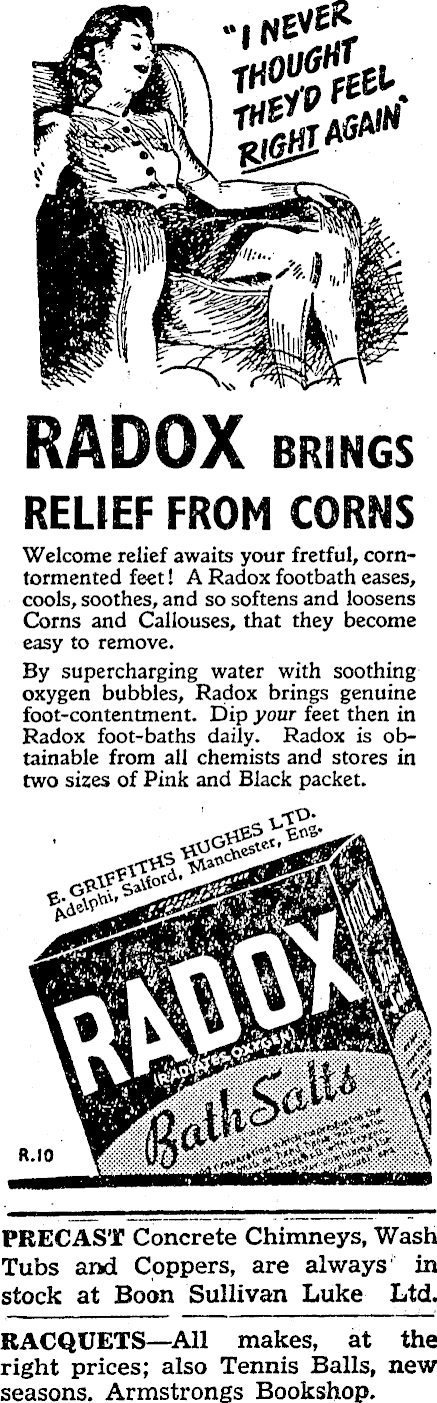 "I NEVER
THOUGHT
THEY'D FEEL
RIGHT AGAIN"
RADOX BRINGS
RELIEF FROM CORNS
Welcome relief awaits your fretful, corn-
tormented feet! A Radox footbath eases,
cools, soothes, and so softens and loosens
Corns and Callouses, that they become
easy to remove.
By supercharging water with soothing
oxygen bubbles, Radox brings genuine
foot-contentment. Dip your feet then in
Radox foot-baths daily. Radox is ob-
tainable from all chemists and stores in
two sizes of Pink and Black packet.
E. GRIFFITHS HUGHES LTD.
Adelphi, Salford, Manchester, Eng.
RADOX
(RADIATES OXYGEN)
Bath Salts
R.10
PRECAST Concrete Chimneys, Wash
Tubs and Coppers, are always in
stock at Boon Sullivan Luke Ltd.
RACQUETS—All makes, at the
right prices; also Tennis Balls, new
seasons. Armstrongs Bookshop.